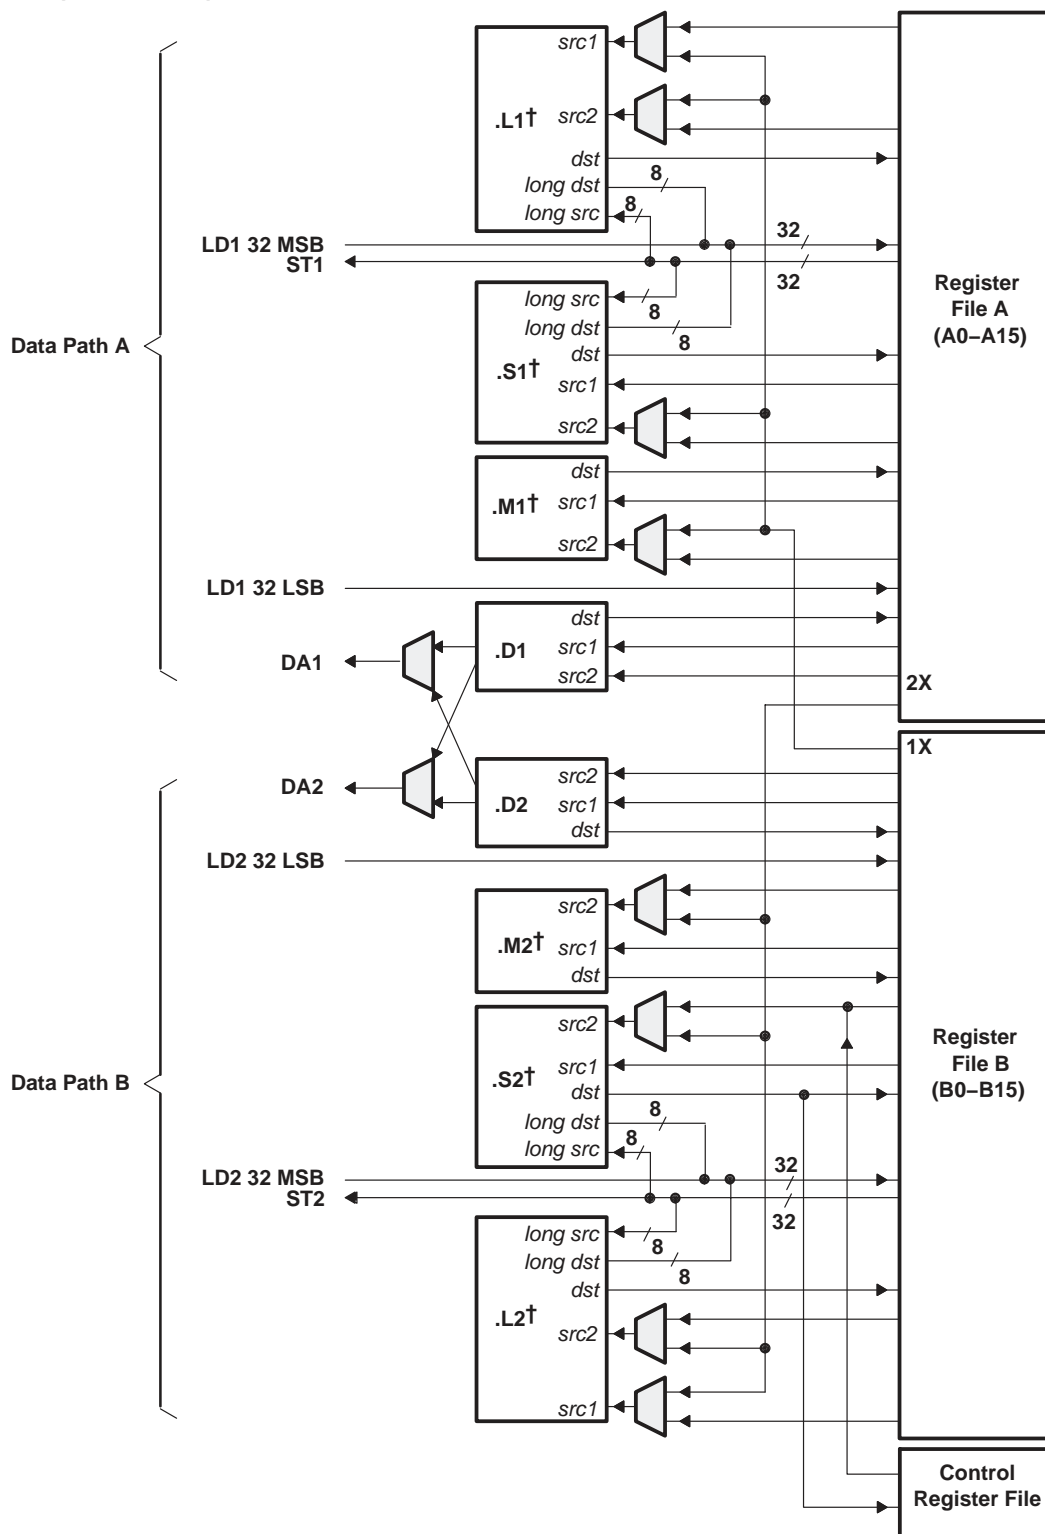 src1
.L1†
src2
dst
long dst
8
long src
8
LD1 32 MSB
32
ST1
32
Register
File A
(A0–A15)
long src
8
long dst
8
dst
Data Path A
.S1†
src1
src2
dst
.M1†
src1
src2
LD1 32 LSB
dst
.D1
src1
DA1
src2
2X
1X
DA2
src2
.D2
src1
dst
LD2 32 LSB
src2
.M2†
src1
dst
src2
Register
File B
(B0–B15)
.S2†
src1
Data Path B
dst
8
long dst
8
long src
LD2 32 MSB
32
ST2
32
long src
8
long dst
8
dst
.L2†
src2
src1
Control
Register File